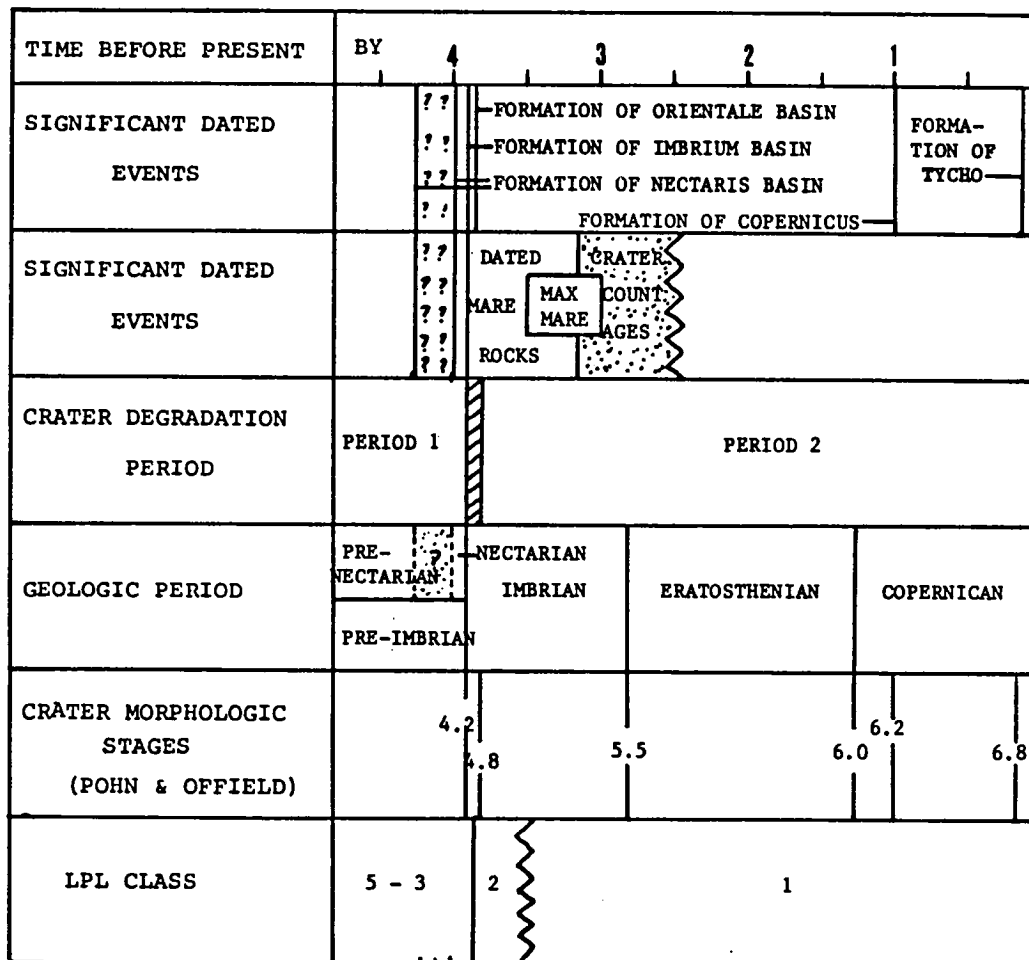 TIME BEFORE PRESENT
BY
4
3
2
1
SIGNIFICANT DATED
EVENTS
? ?
? ?
? ?
? ?
FORMATION OF ORIENTALE BASIN
FORMATION OF IMBRIUM BASIN
FORMATION OF NECTARIS BASIN
FORMATION OF COPERNICUS
FORMA-
TION OF
TYCHO
SIGNIFICANT DATED
EVENTS
? ?
? ?
? ?
? ?
? ?
DATED
MARE
ROCKS
MAX
MARE
CRATER
COUNT
AGES
CRATER DEGRADATION
PERIOD
PERIOD 1
PERIOD 2
GEOLOGIC PERIOD
PRE-
NECTARIAN
?
NECTARIAN
IMBRIAN
ERATOSTHENIAN
COPERNICAN
PRE-IMBRIAN
CRATER MORPHOLOGIC
STAGES
(POHN & OFFIELD)
4.2
4.8
5.5
6.0
6.2
6.8
LPL CLASS
5 - 3
2
1